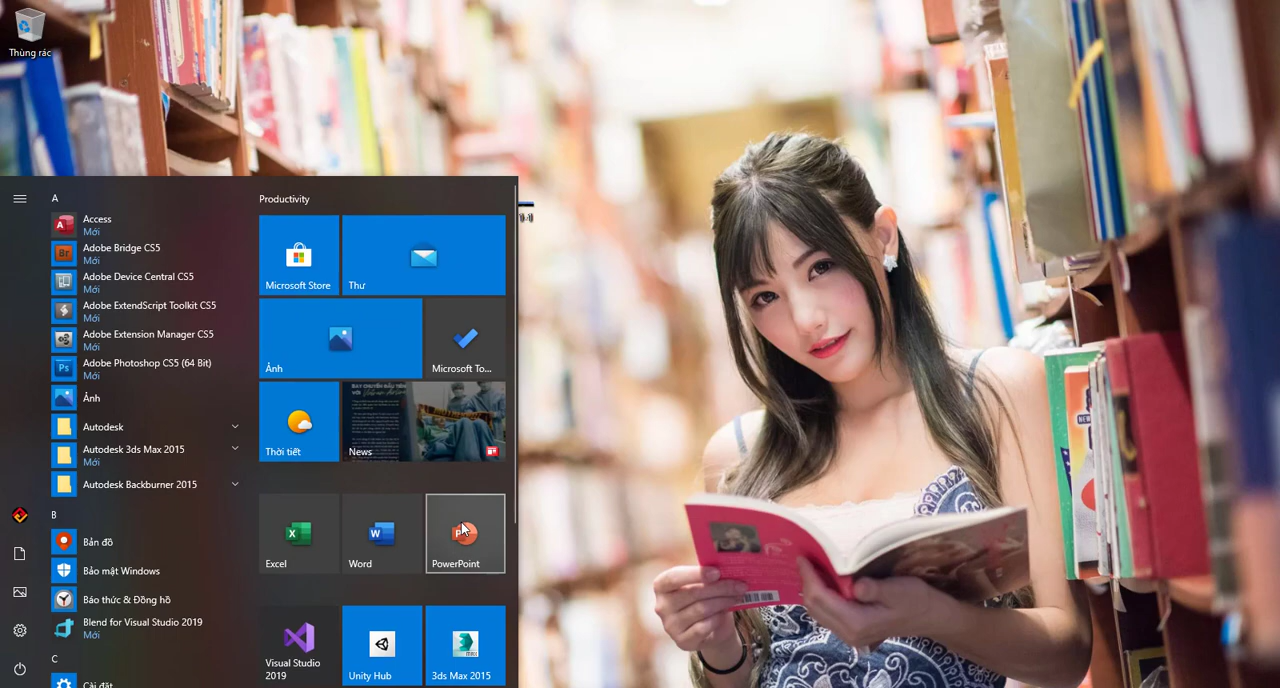 Thùng rác
A
Access
Mới
Adobe Bridge CS5
Mới
Adobe Device Central CS5
Mới
Adobe ExtendScript Toolkit CS5
Mới
Adobe Extension Manager CS5
Mới
Adobe Photoshop CS5 (64 Bit)
Mới
Ảnh
Autodesk
Autodesk 3ds Max 2015
Mới
Autodesk Backburner 2015
B
Bản đồ
Bảo mật Windows
Báo thức & Đồng hồ
Blend for Visual Studio 2019
Mới
C
Cài đặt
Productivity
Microsoft Store
Thư
Ảnh
Microsoft To...
Thời tiết
News
Excel
Word
PowerPoint
Visual Studio
2019
Unity Hub
3ds Max 2015